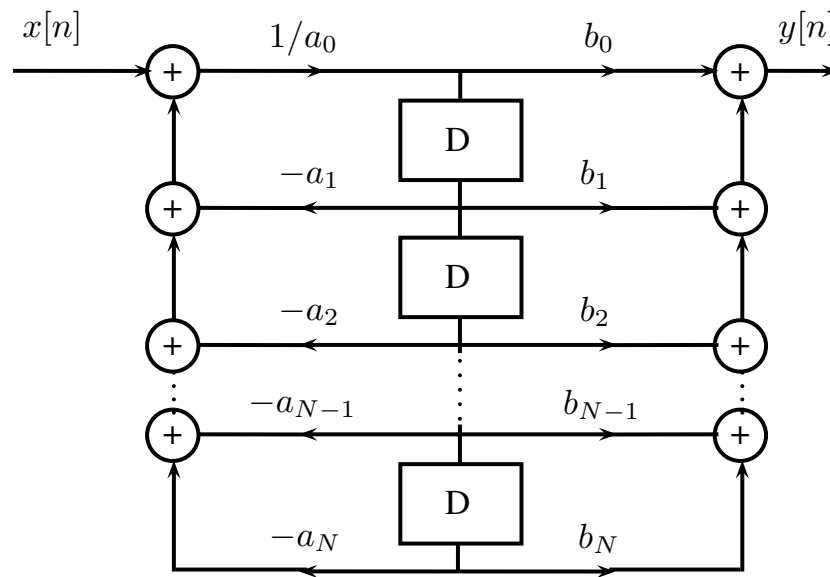 x[n] 1/a_0 b_0 y[n]
+ +
D
-a_1 b_1
+ +
D
-a_2 b_2
+ +
-a_{N-1} b_{N-1}
+ +
D
-a_N b_N